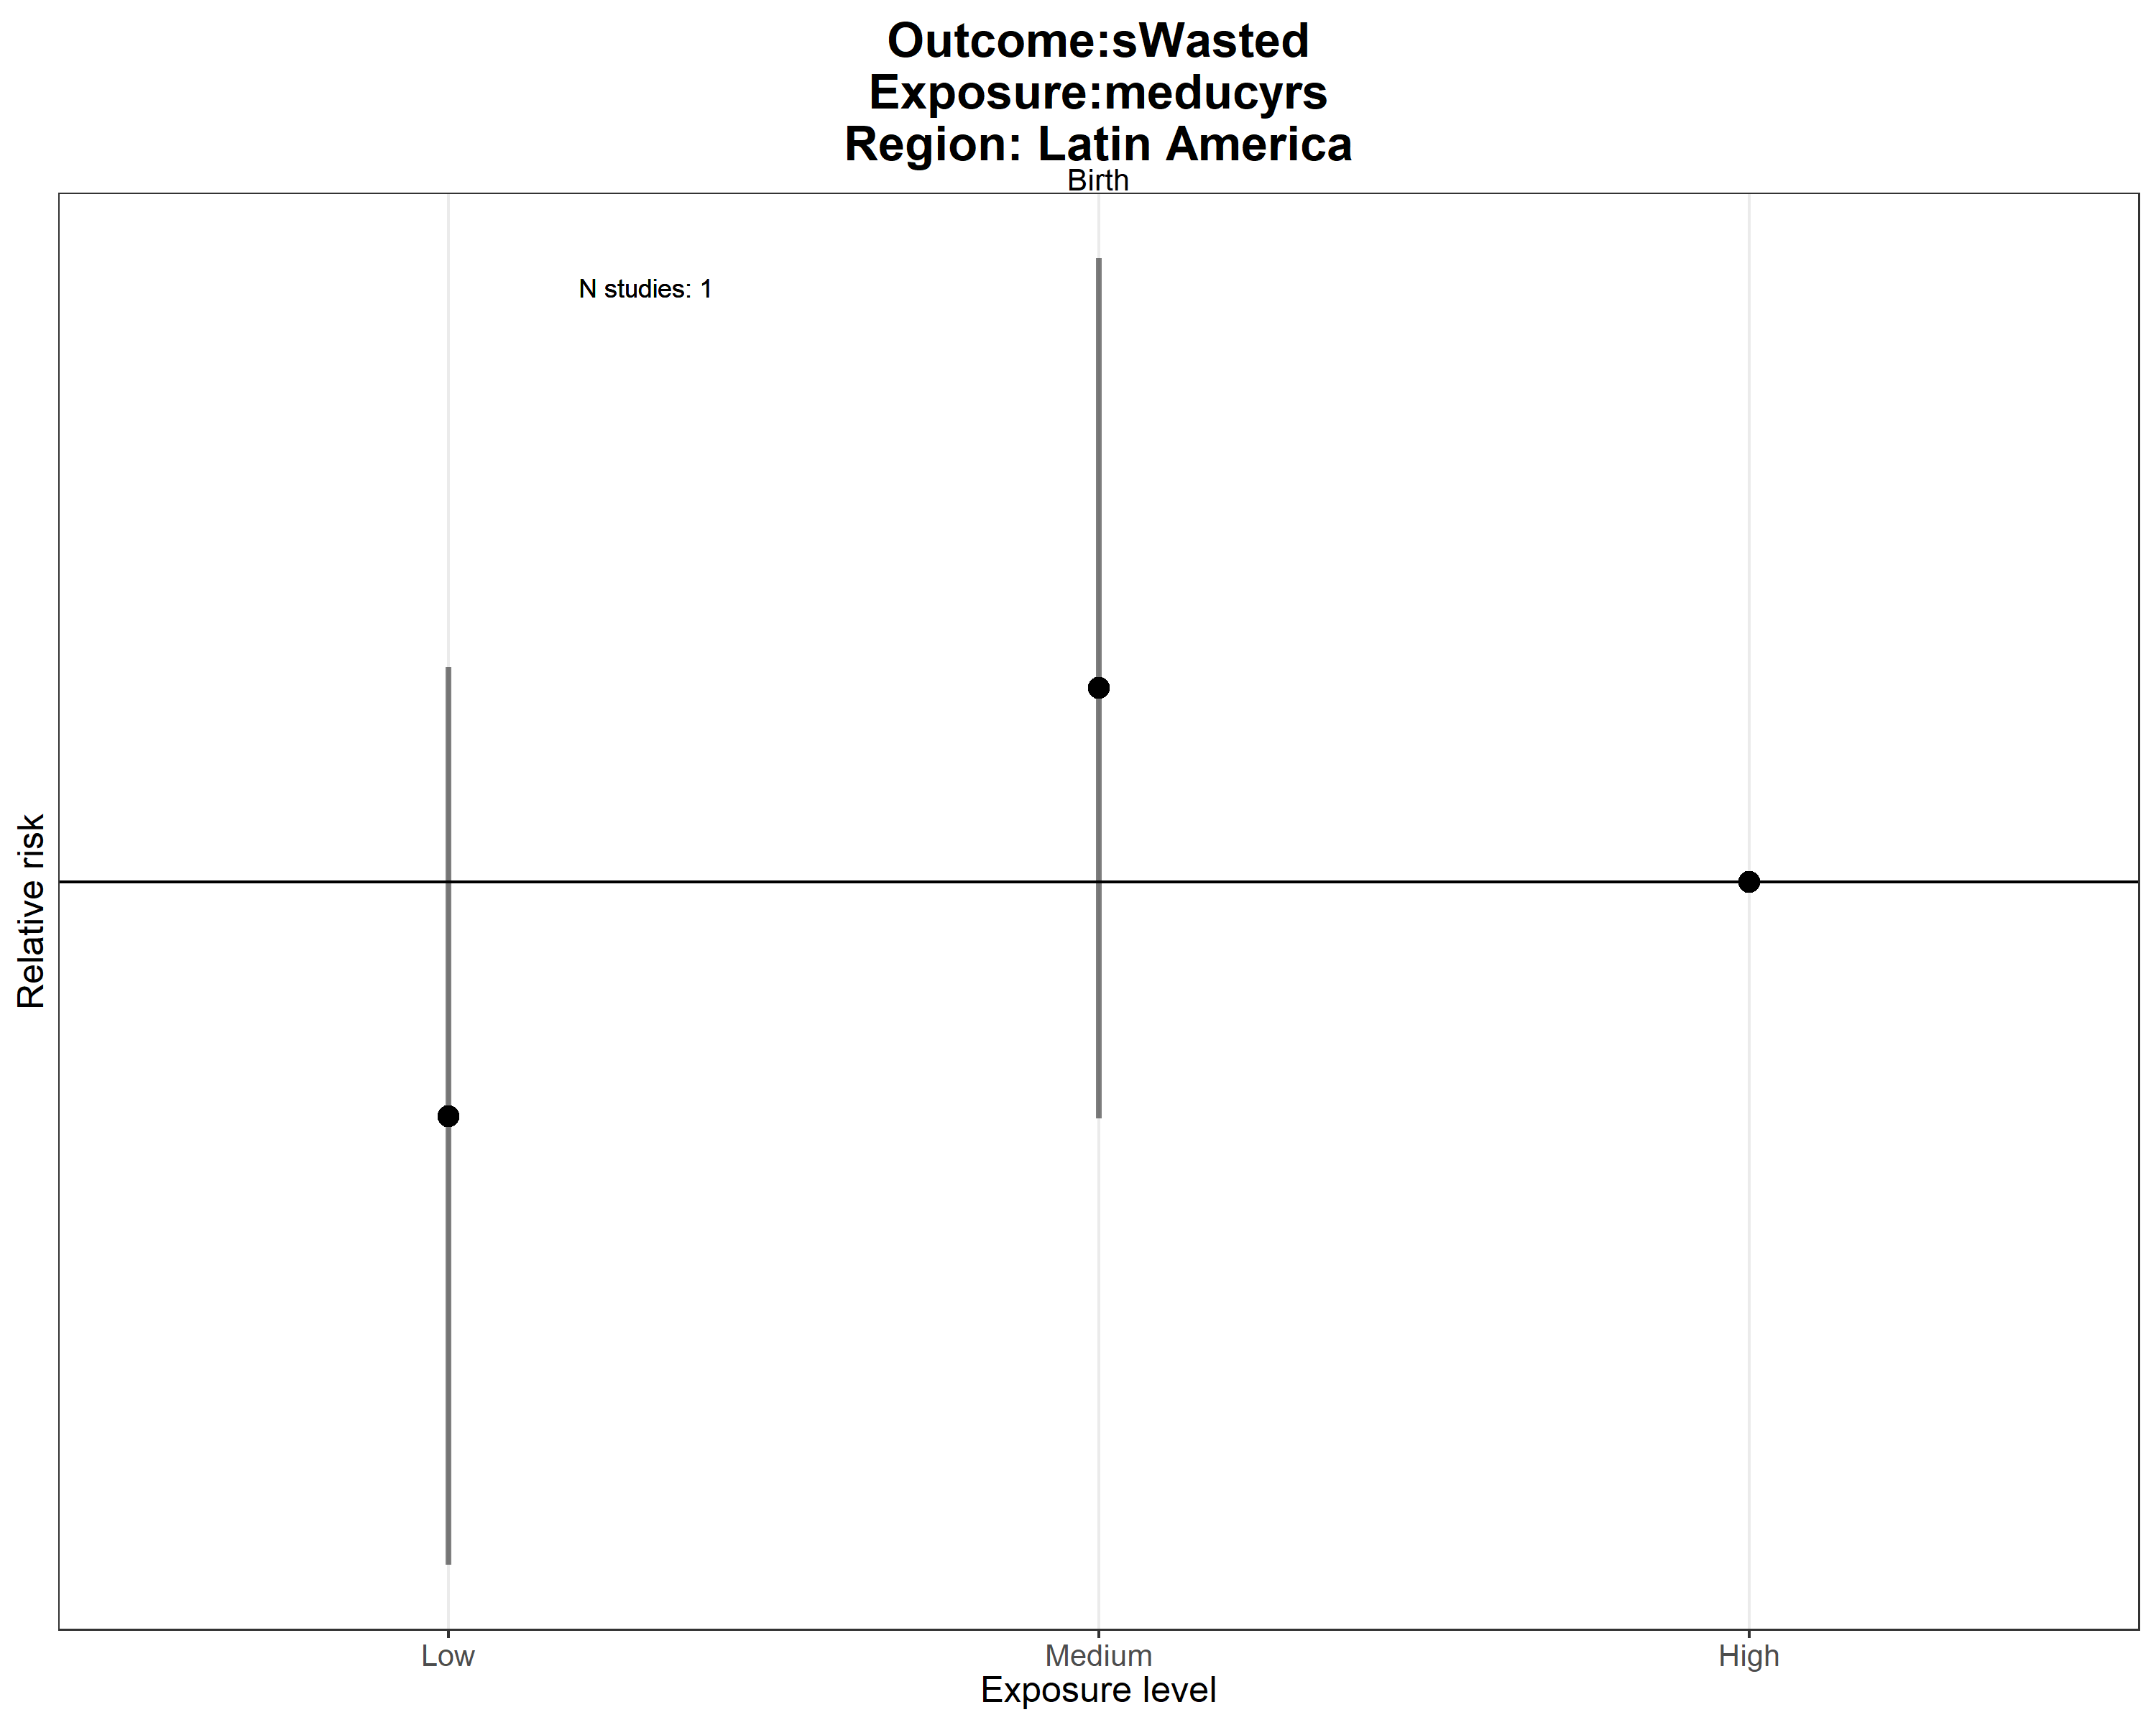 Outcome:sWasted
Exposure:meducyrs
Region: Latin America
Birth
N studies: 1
Relative risk
Low
Medium
High
Exposure level